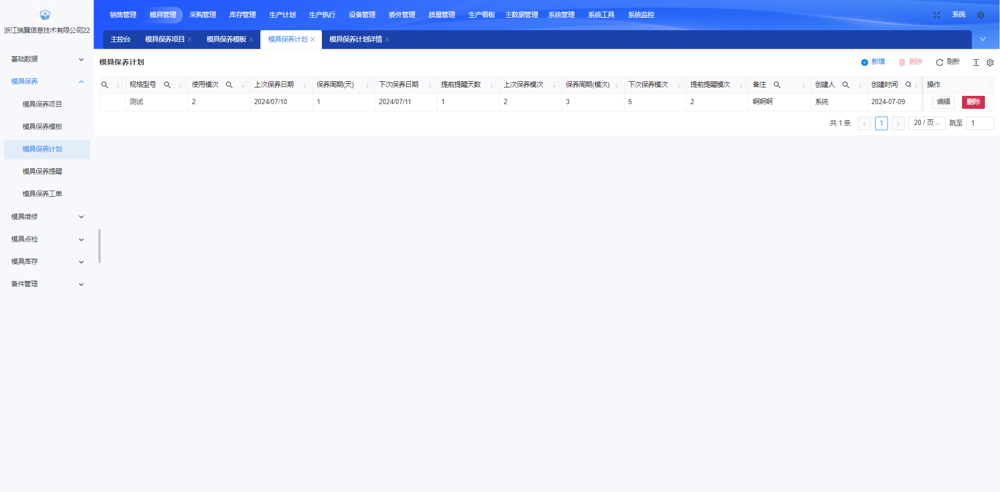 浙江瑞翼信息技术有限公司22
销售管理 模具管理 采购管理 库存管理 生产计划 生产执行 设备管理 委外管理 质量管理 生产看板 主数据管理 系统管理 系统工具 系统监控 系统
主控台 模具保养项目 模具保养模板 模具保养计划 模具保养计划详情
基础数据
模具保养
模具保养项目
模具保养模板
模具保养计划
模具保养提醒
模具保养工单
模具维修
模具点检
模具库存
备件管理
模具保养计划 新增 删除 刷新
规格型号 使用模次 上次保养日期 保养周期(天) 下次保养日期 提前提醒天数 上次保养模次 保养周期(模次) 下次保养模次 提前提醒模次 备注 创建人 创建时间 操作
测试 2 2024/07/10 1 2024/07/11 1 2 3 5 2 啊啊啊 系统 2024-07-09 编辑 删除
共 1 条 1 20 / 页 跳至 1